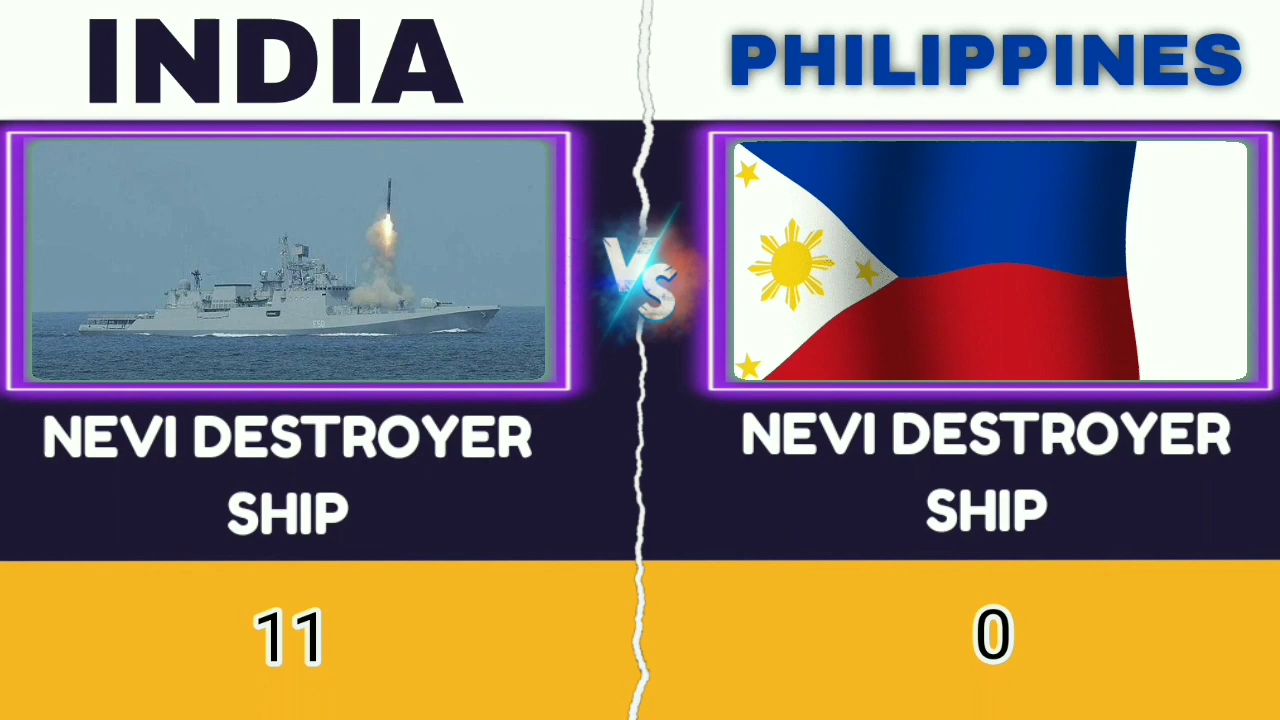 INDIA
PHILIPPINES
VS
NEVI DESTROYER
SHIP
NEVI DESTROYER
SHIP
11
0